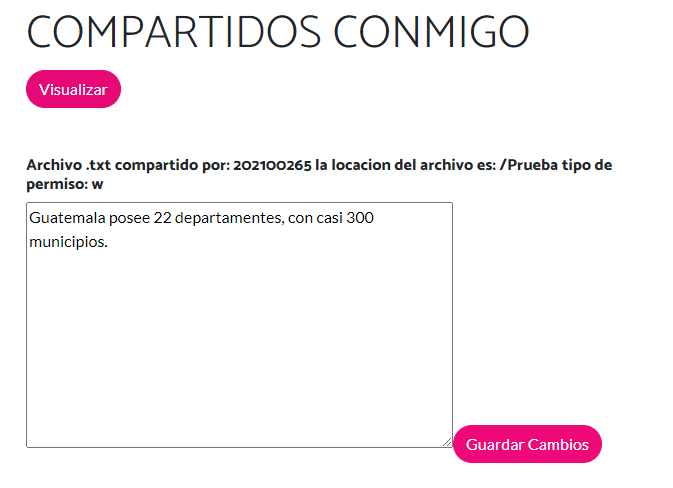 COMPARTIDOS CONMIGO
Visualizar
Archivo .txt compartido por: 202100265 la locacion del archivo es: /Prueba tipo de
permiso: w
Guatemala posee 22 departamentes, con casi 300
municipios.
Guardar Cambios